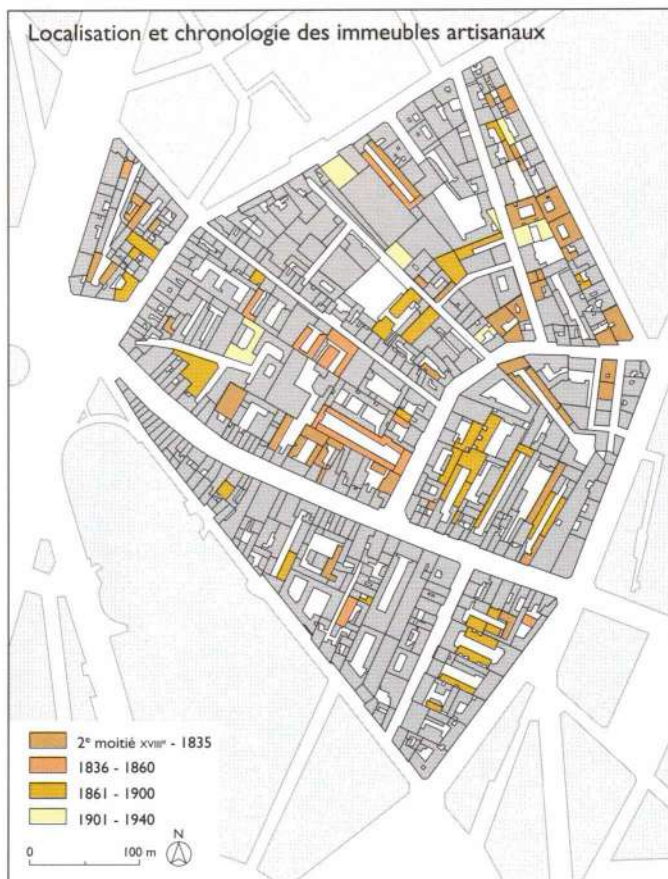 Localisation et chronologie des immeubles artisanaux
2e moitié XVIIIe - 1835
1836 - 1860
1861 - 1900
1901 - 1940
N
0 100 m